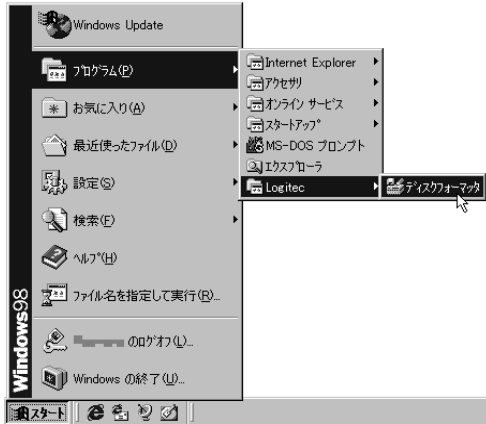 Windows Update
プログラム(P)
お気に入り(A)
最近使ったファイル(D)
設定(S)
検索(F)
ヘルプ(H)
ファイル名を指定して実行(R)...
のログオフ(L)...
Windows の終了(U)...
Windows98
スタート
Internet Explorer
アクセサリ
オンライン サービス
スタートアップ
MS-DOS プロンプト
エクスプローラ
Logitec
ディスクフォーマッタ